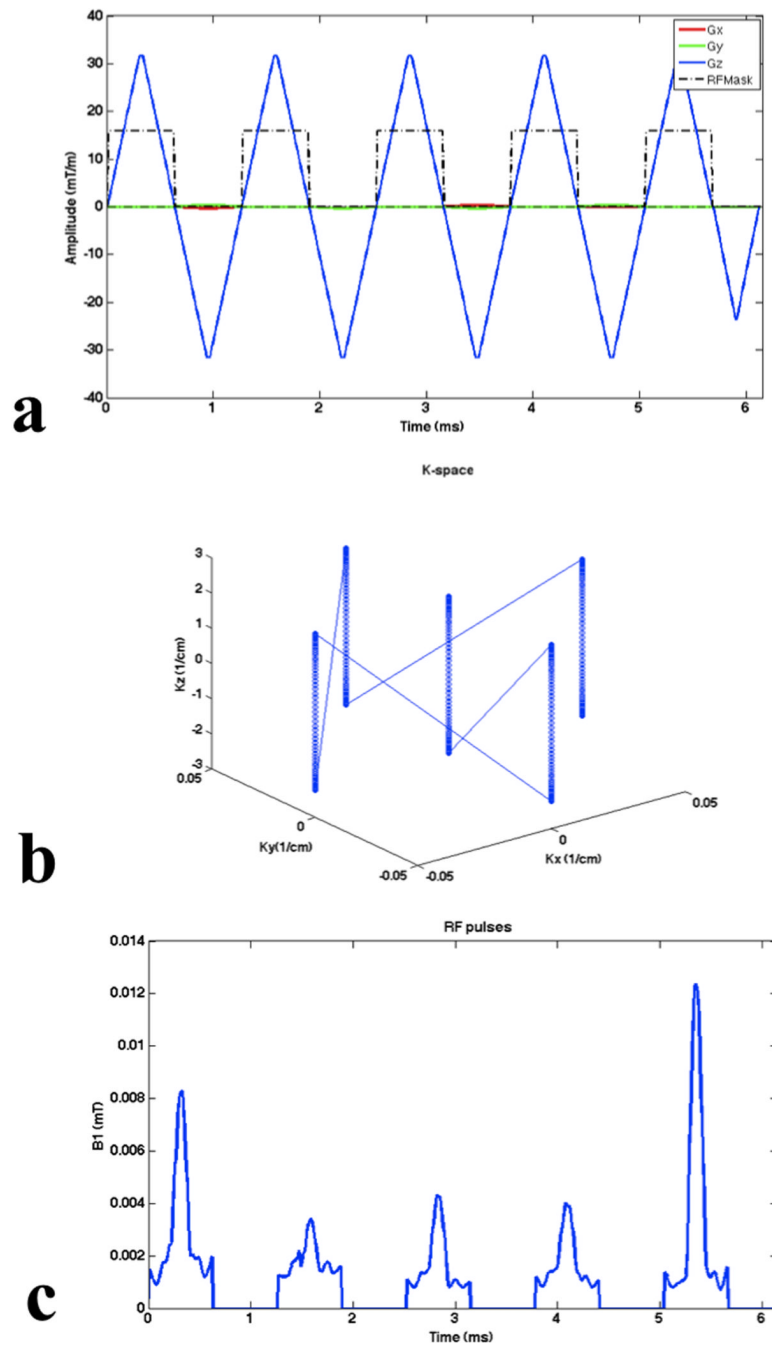 40
30
20
10
0
-10
-20
-30
-40
Amplitude (mT/m)
Gx
Gy
Gz
RFMask
0 1 2 3 4 5 6
Time (ms)
a
K-space
3
2
1
0
-1
-2
-3
Kz (1/cm)
0.05
0
-0.05
Ky(1/cm)
-0.05
0
0.05
Kx (1/cm)
b
RF pulses
0.014
0.012
0.01
0.008
0.006
0.004
0.002
0
B1 (mT)
0 1 2 3 4 5 6
Time (ms)
c